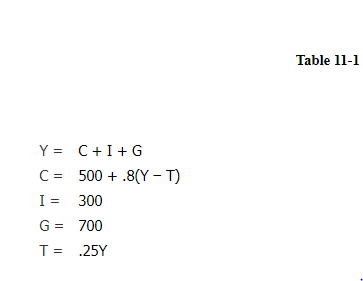 Table 11-1
Y = C + I + G
C = 500 + .8(Y − T)
I = 300
G = 700
T = .25Y
.